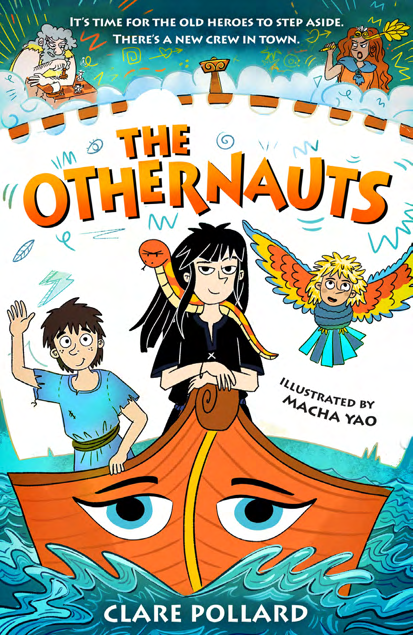 IT'S TIME FOR THE OLD HEROES TO STEP ASIDE.
THERE'S A NEW CREW IN TOWN.
THE
OTHERNAUTS
ILLUSTRATED BY
MACHA YAO
CLARE POLLARD